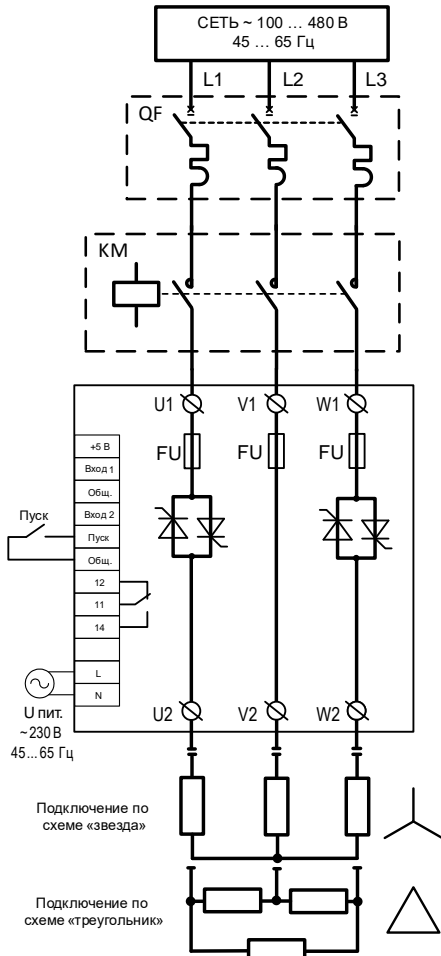 СЕТЬ ~ 100 ... 480 В
45 ... 65 Гц
L1 L2 L3
QF
KM
U1 V1 W1
FU FU FU
+5 В
Вход 1
Общ.
Вход 2
Пуск
Пуск
Общ.
12
11
14
L
N
U пит.
~230 В
45...65 Гц
U2 V2 W2
Подключение по
схеме «звезда»
Подключение по
схеме «треугольник»